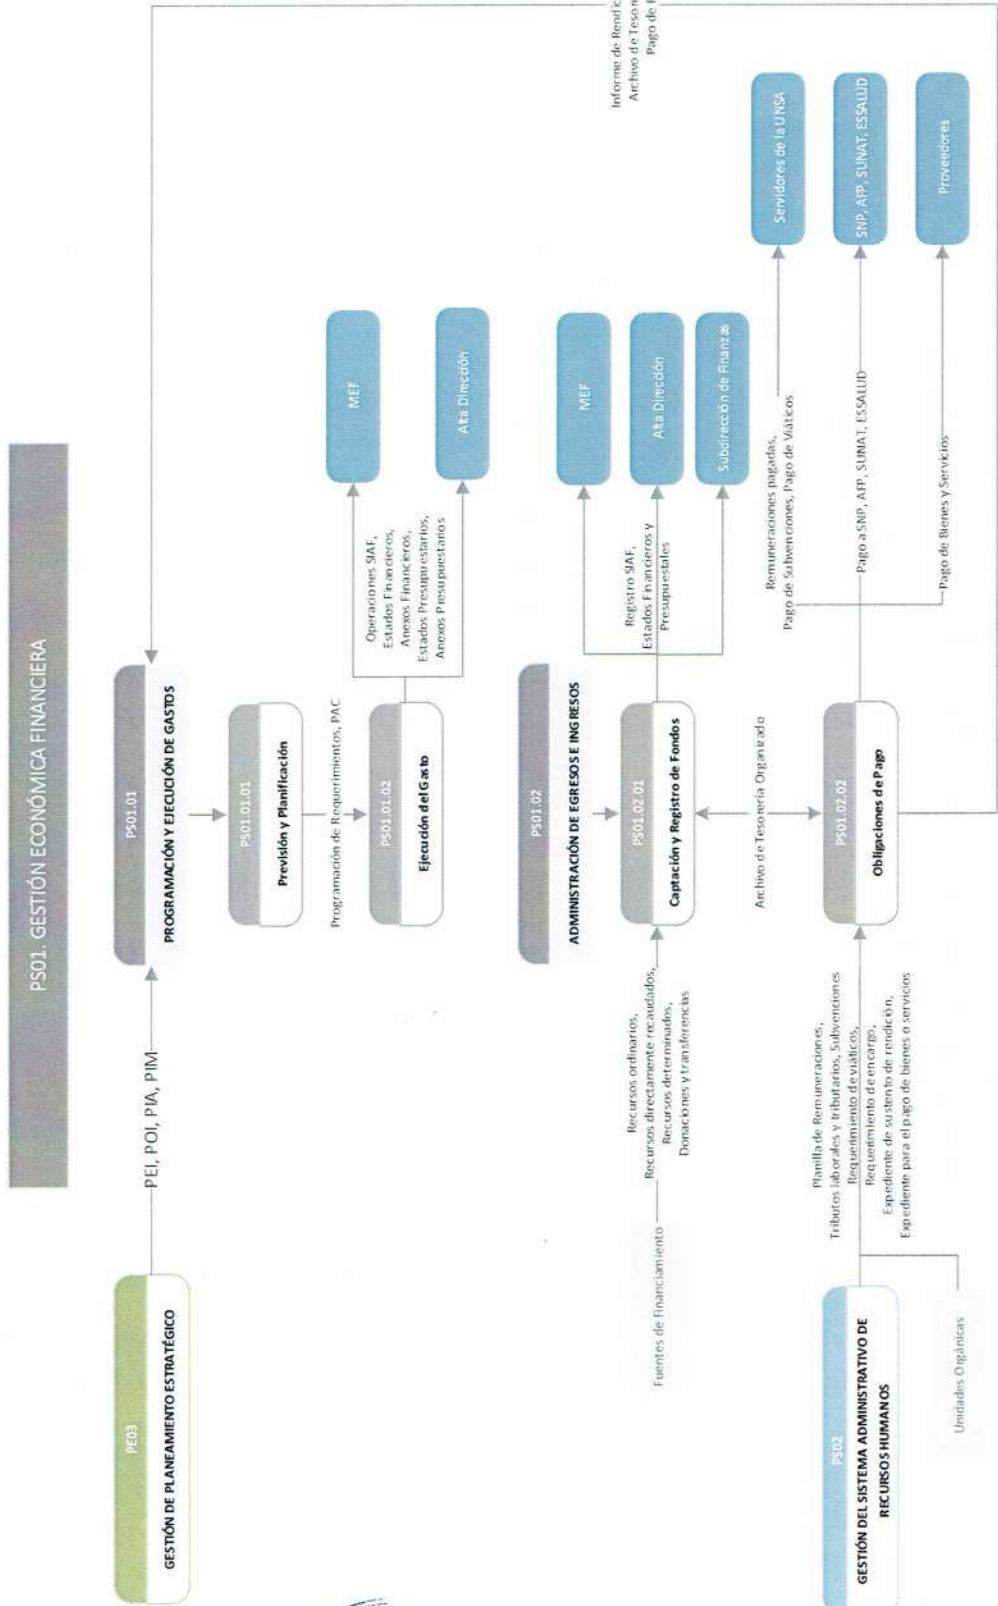 PS01. GESTIÓN ECONÓMICA FINANCIERA
PE03
GESTIÓN DE PLANEAMIENTO ESTRATÉGICO
PEI, POI, PIA, PIM
PS01.01
PROGRAMACIÓN Y EJECUCIÓN DE GASTOS
PS01.01.01
Previsión y Planificación
Programación de Requerimientos, PAC
PS01.01.02
Ejecución del Gasto
Operaciones SIAF,
Estados Financieros,
Anexos Financieros,
Estados Presupuestarios,
Anexos Presupuestarios
MEF
Alta Dirección
PS01.02
ADMINISTRACIÓN DE EGRESOS E INGRESOS
Fuentes de Financiamiento
Recursos ordinarios,
Recursos directamente recaudados,
Recursos determinados,
Donaciones y transferencias
PS01.02.01
Captación y Registro de Fondos
Registro SIAF,
Estados Financieros y
Presupuestales
MEF
Alta Dirección
Subdirección de Finanzas
Archivo de Tesorería Organizado
PS02
GESTIÓN DEL SISTEMA ADMINISTRATIVO DE
RECURSOS HUMANOS
Unidades Orgánicas
Planilla de Remuneraciones,
Tributos laborales y tributarios, Subvenciones
Requerimiento de viáticos,
Requerimiento de encargo,
Expediente de sustento de rendición,
Expediente para el pago de bienes o servicios
PS01.02.02
Obligaciones de Pago
Remuneraciones pagadas,
Pago de Subvenciones, Pago de Viáticos
Servidores de la UNSA
Pago a SNP, AFP, SUNAT, ESSALUD
SNP, AFP, SUNAT, ESSALUD
Pago de Bienes y Servicios
Proveedores
Informe de
Archivo de
Pago de